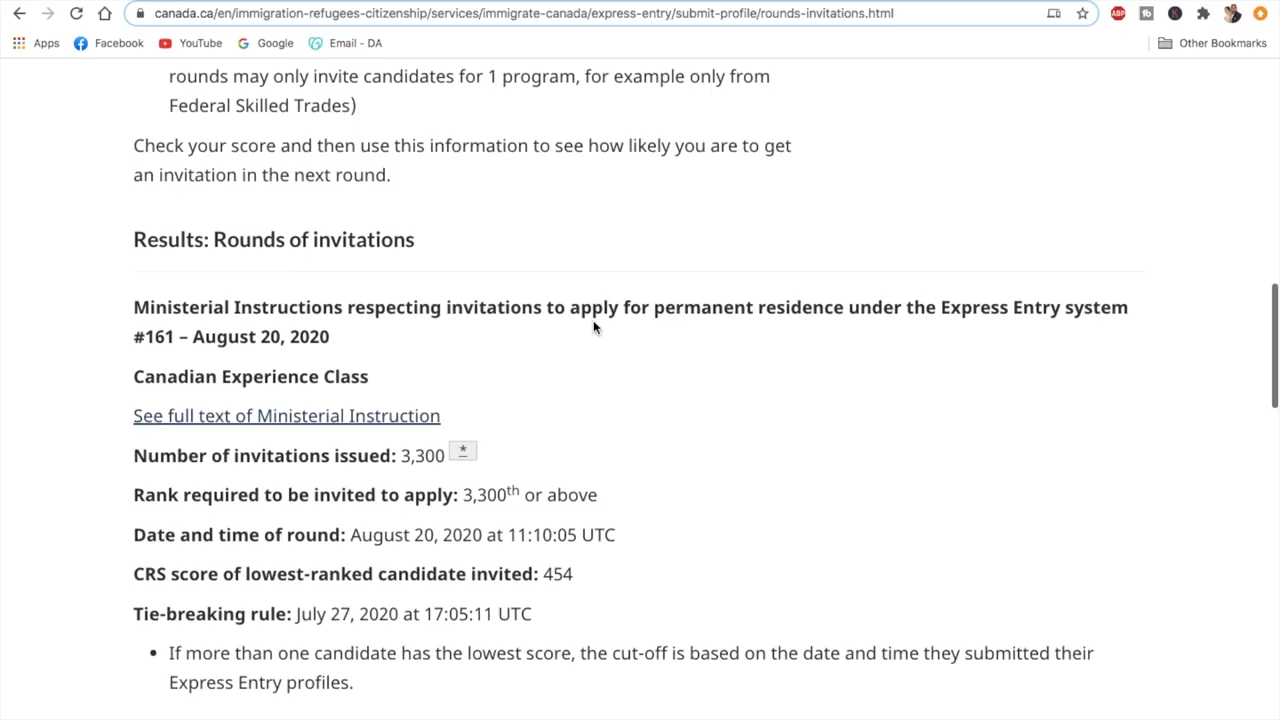 canada.ca/en/immigration-refugees-citizenship/services/immigrate-canada/express-entry/submit-profile/rounds-invitations.html
ABP
Apps Facebook YouTube Google Email - DA Other Bookmarks
rounds may only invite candidates for 1 program, for example only from
Federal Skilled Trades)
Check your score and then use this information to see how likely you are to get
an invitation in the next round.
Results: Rounds of invitations
Ministerial Instructions respecting invitations to apply for permanent residence under the Express Entry system
#161 – August 20, 2020
Canadian Experience Class
See full text of Ministerial Instruction
Number of invitations issued: 3,300 *
Rank required to be invited to apply: 3,300th or above
Date and time of round: August 20, 2020 at 11:10:05 UTC
CRS score of lowest-ranked candidate invited: 454
Tie-breaking rule: July 27, 2020 at 17:05:11 UTC
• If more than one candidate has the lowest score, the cut-off is based on the date and time they submitted their
Express Entry profiles.